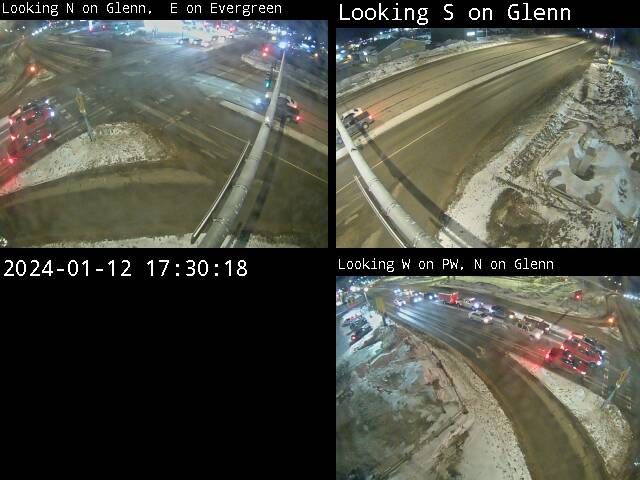 Looking N on Glenn, E on Evergreen
Looking S on Glenn
2024-01-12 17:30:18
Looking W on PW, N on Glenn